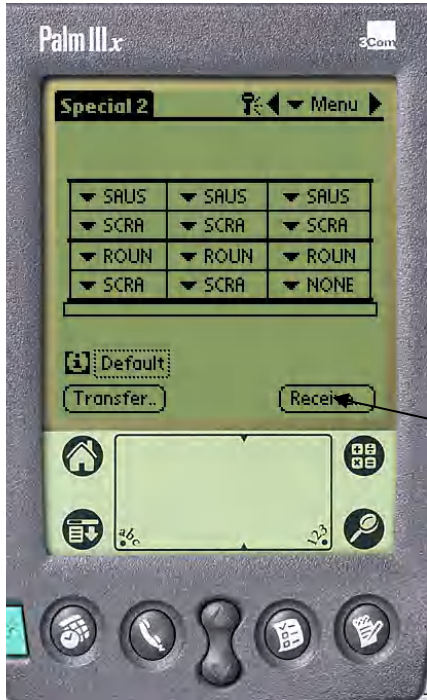 Palm IIIx
3Com
Special 2 Menu
SAUS SAUS SAUS
SCRA SCRA SCRA
ROUN ROUN ROUN
SCRA SCRA NONE
i Default
Transfer..
abc 123